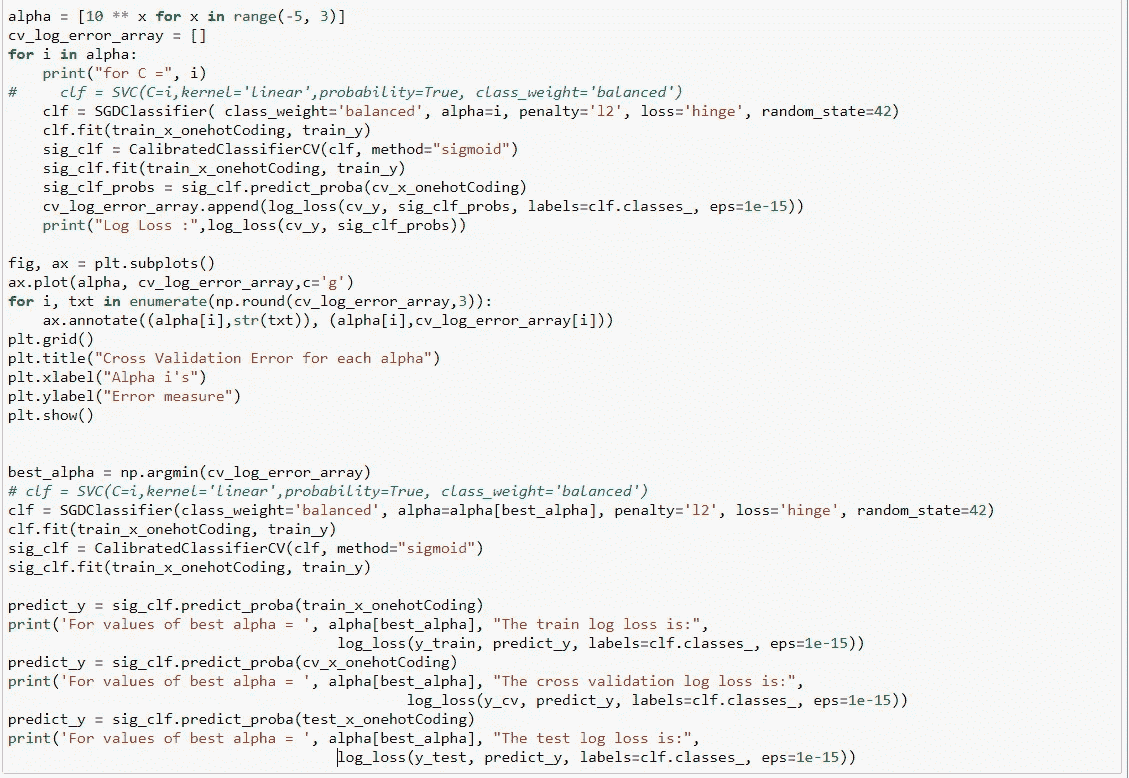 alpha = [10 ** x for x in range(-5, 3)]
cv_log_error_array = []
for i in alpha:
    print("for C =", i)
#     clf = SVC(C=i,kernel='linear',probability=True, class_weight='balanced')
    clf = SGDClassifier( class_weight='balanced', alpha=i, penalty='l2', loss='hinge', random_state=42)
    clf.fit(train_x_onehotCoding, train_y)
    sig_clf = CalibratedClassifierCV(clf, method="sigmoid")
    sig_clf.fit(train_x_onehotCoding, train_y)
    sig_clf_probs = sig_clf.predict_proba(cv_x_onehotCoding)
    cv_log_error_array.append(log_loss(cv_y, sig_clf_probs, labels=clf.classes_, eps=1e-15))
    print("Log Loss :",log_loss(cv_y, sig_clf_probs))

fig, ax = plt.subplots()
ax.plot(alpha, cv_log_error_array,c='g')
for i, txt in enumerate(np.round(cv_log_error_array,3)):
    ax.annotate((alpha[i],str(txt)), (alpha[i],cv_log_error_array[i]))
plt.grid()
plt.title("Cross Validation Error for each alpha")
plt.xlabel("Alpha i's")
plt.ylabel("Error measure")
plt.show()


best_alpha = np.argmin(cv_log_error_array)
# clf = SVC(C=i,kernel='linear',probability=True, class_weight='balanced')
clf = SGDClassifier(class_weight='balanced', alpha=alpha[best_alpha], penalty='l2', loss='hinge', random_state=42)
clf.fit(train_x_onehotCoding, train_y)
sig_clf = CalibratedClassifierCV(clf, method="sigmoid")
sig_clf.fit(train_x_onehotCoding, train_y)

predict_y = sig_clf.predict_proba(train_x_onehotCoding)
print('For values of best alpha = ', alpha[best_alpha], "The train log loss is:",
                                      log_loss(y_train, predict_y, labels=clf.classes_, eps=1e-15))
predict_y = sig_clf.predict_proba(cv_x_onehotCoding)
print('For values of best alpha = ', alpha[best_alpha], "The cross validation log loss is:",
                                              log_loss(y_cv, predict_y, labels=clf.classes_, eps=1e-15))
predict_y = sig_clf.predict_proba(test_x_onehotCoding)
print('For values of best alpha = ', alpha[best_alpha], "The test log loss is:",
                                      log_loss(y_test, predict_y, labels=clf.classes_, eps=1e-15))